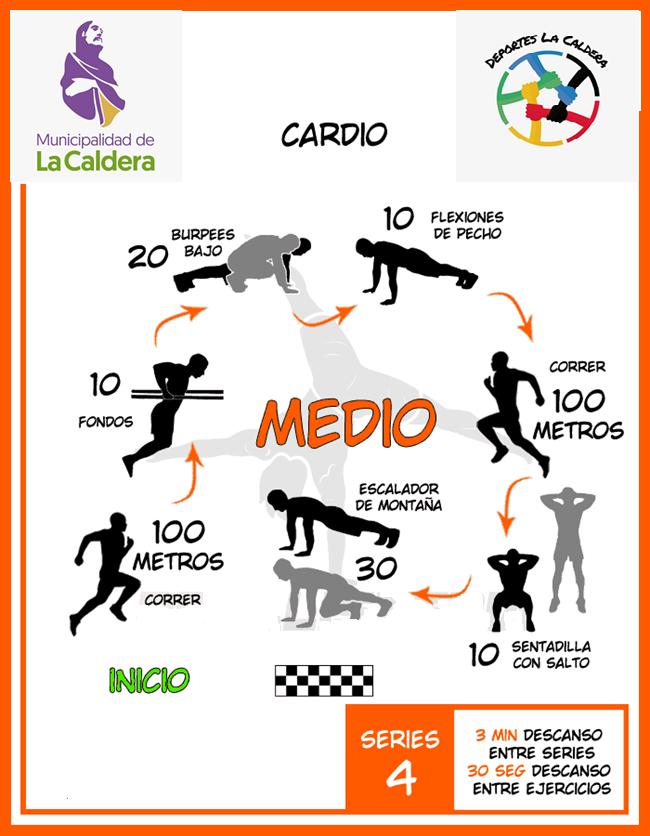 Municipalidad de
La Caldera
DEPORTES LA CALDERA
CARDIO
20
BURPEES
BAJO
10
FLEXIONES
DE PECHO
10
FONDOS
MEDIO
CORRER
100
METROS
100
METROS
CORRER
ESCALADOR
DE MONTAÑA
30
10
SENTADILLA
CON SALTO
INICIO
SERIES
4
3 MIN DESCANSO
ENTRE SERIES
30 SEG DESCANSO
ENTRE EJERCICIOS